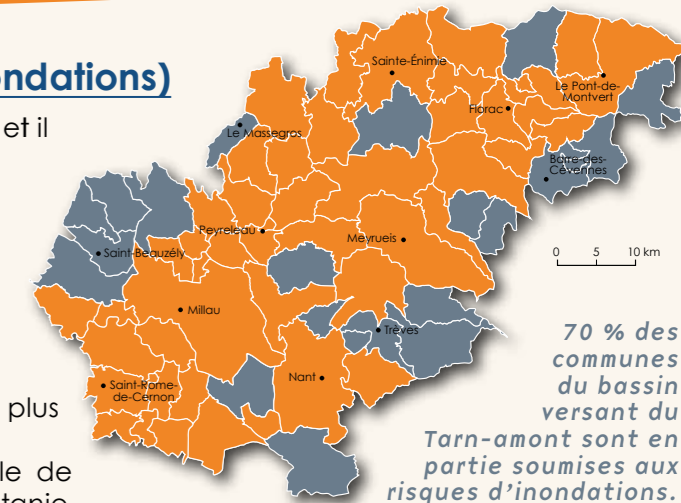 ondations)
et il
plus
le de
Sainte-Énimie
Le Pont-de-
Montvert
Florac
Le Massegros
Barre-des-
Cévennes
Peyreleau
Meyrueis
Saint-Beauzély
0 5 10 km
Millau
Trèves
Nant
Saint-Rome-
de-Cernon
70 % des
communes
du bassin
versant du
Tarn-amont sont en
partie soumises aux
risques d'inondations.